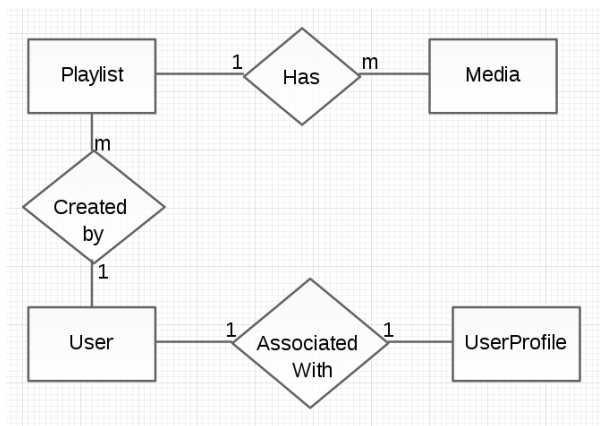 Playlist
1
Has
m
Media
m
Created
by
1
User
1
Associated
With
1
UserProfile